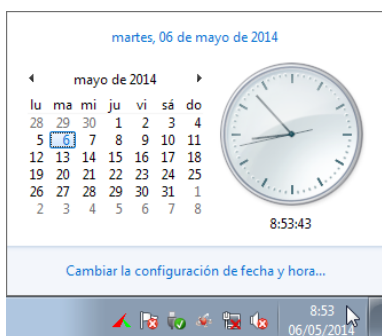 martes, 06 de mayo de 2014
mayo de 2014
lu ma mi ju vi sá do
28 29 30 1 2 3 4
5 6 7 8 9 10 11
12 13 14 15 16 17 18
19 20 21 22 23 24 25
26 27 28 29 30 31 1
2 3 4 5 6 7 8
8:53:43
Cambiar la configuración de fecha y hora...
8:53
06/05/2014